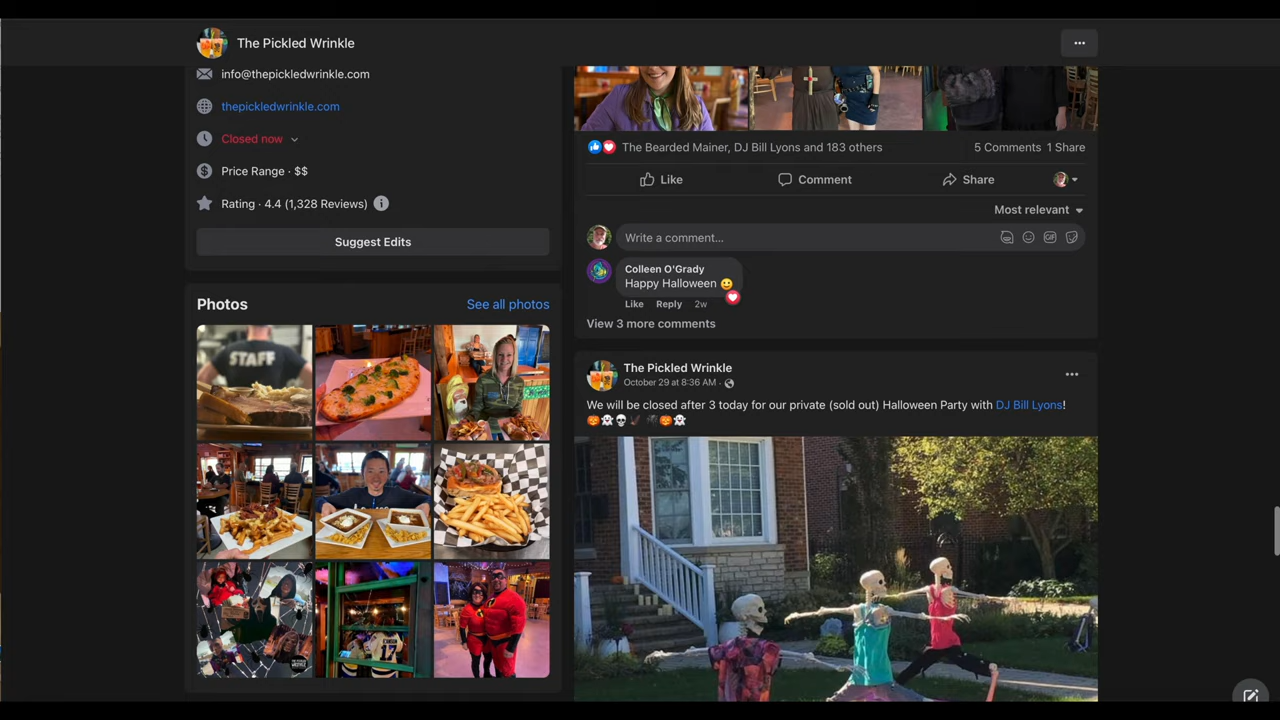 The Pickled Wrinkle
info@thepickledwrinkle.com
thepickledwrinkle.com
Closed now
Price Range · $$
Rating · 4.4 (1,328 Reviews)
Suggest Edits
Photos
See all photos
STAFF
17
The Bearded Mainer, DJ Bill Lyons and 183 others
5 Comments 1 Share
Like
Comment
Share
Most relevant
Write a comment...
GIF
Colleen O'Grady
Happy Halloween
Like Reply 2w
View 3 more comments
The Pickled Wrinkle
October 29 at 8:36 AM ·
We will be closed after 3 today for our private (sold out) Halloween Party with DJ Bill Lyons!